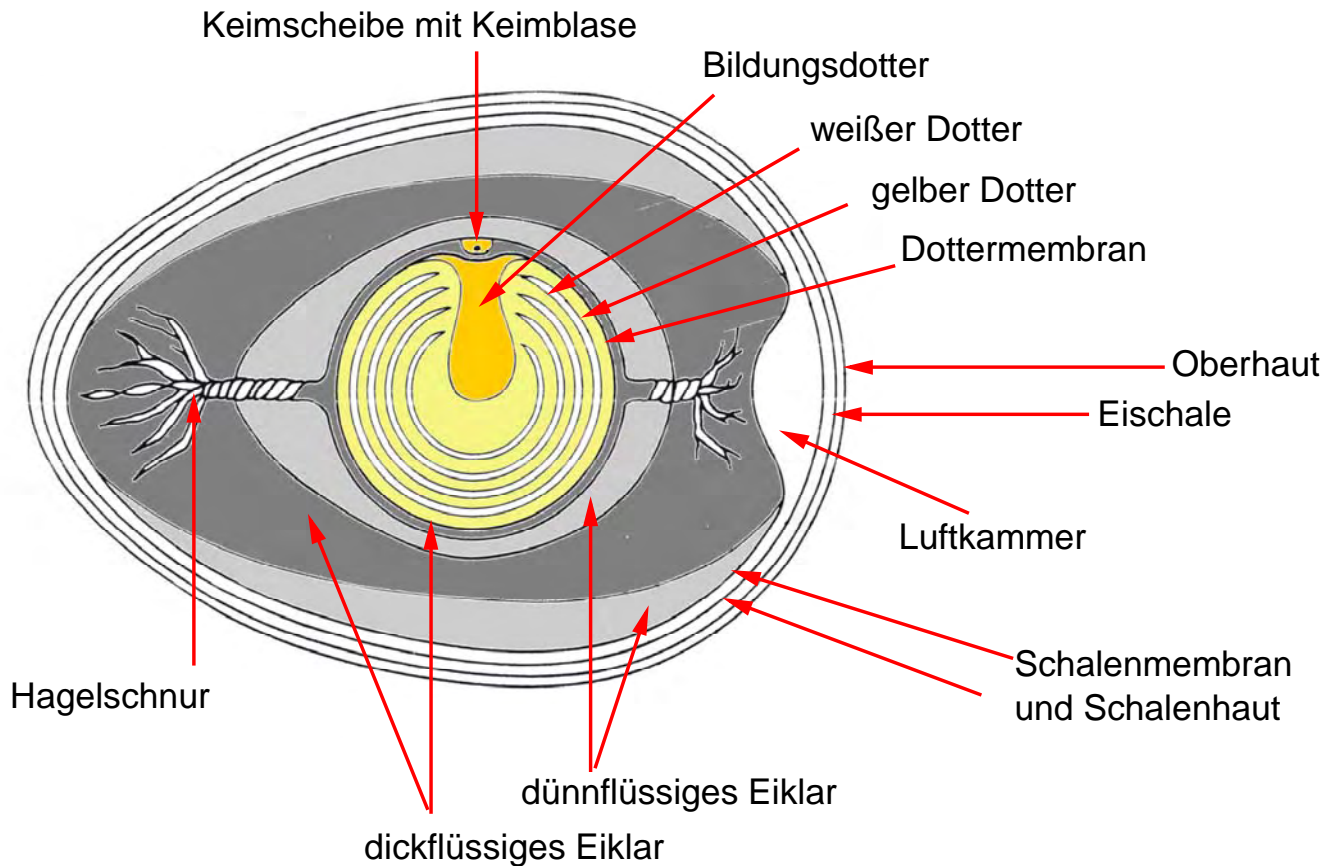 Keimscheibe mit Keimblase
Bildungsdotter
weißer Dotter
gelber Dotter
Dottermembran
Oberhaut
Eischale
Luftkammer
Schalenmembran
und Schalenhaut
Hagelschnur
dünnflüssiges Eiklar
dickflüssiges Eiklar